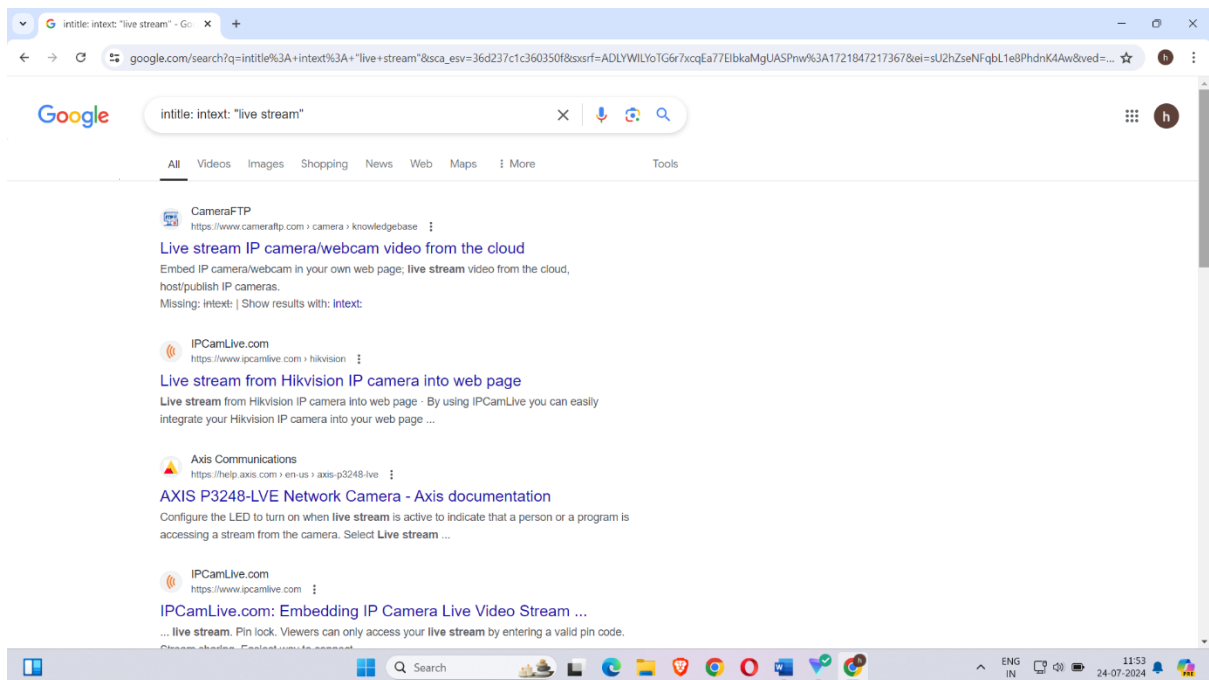 intitle: intext: "live stream" - Go
google.com/search?q=intitle%3A+intext%3A+"live+stream"&sca_esv=36d237c1c360350f&sxsrf=ADLYWILYoTG6r7xcqEa77EIbkaMgUASPnw%3A1721847217367&ei=sU2hZseNFqbL1e8PhdnK4Aw&ved=...
h
Google
intitle: intext: "live stream"
h
All Videos Images Shopping News Web Maps More Tools
CameraFTP
https://www.cameraftp.com › camera › knowledgebase
Live stream IP camera/webcam video from the cloud
Embed IP camera/webcam in your own web page; live stream video from the cloud,
host/publish IP cameras.
Missing: intext: | Show results with: intext:
IPCamLive.com
https://www.ipcamlive.com › hikvision
Live stream from Hikvision IP camera into web page
Live stream from Hikvision IP camera into web page · By using IPCamLive you can easily
integrate your Hikvision IP camera into your web page ...
Axis Communications
https://help.axis.com › en-us › axis-p3248-lve
AXIS P3248-LVE Network Camera - Axis documentation
Configure the LED to turn on when live stream is active to indicate that a person or a program is
accessing a stream from the camera. Select Live stream ...
IPCamLive.com
https://www.ipcamlive.com
IPCamLive.com: Embedding IP Camera Live Video Stream ...
... live stream. Pin lock. Viewers can only access your live stream by entering a valid pin code.
Search
ENG
IN
11:53
24-07-2024
PRE